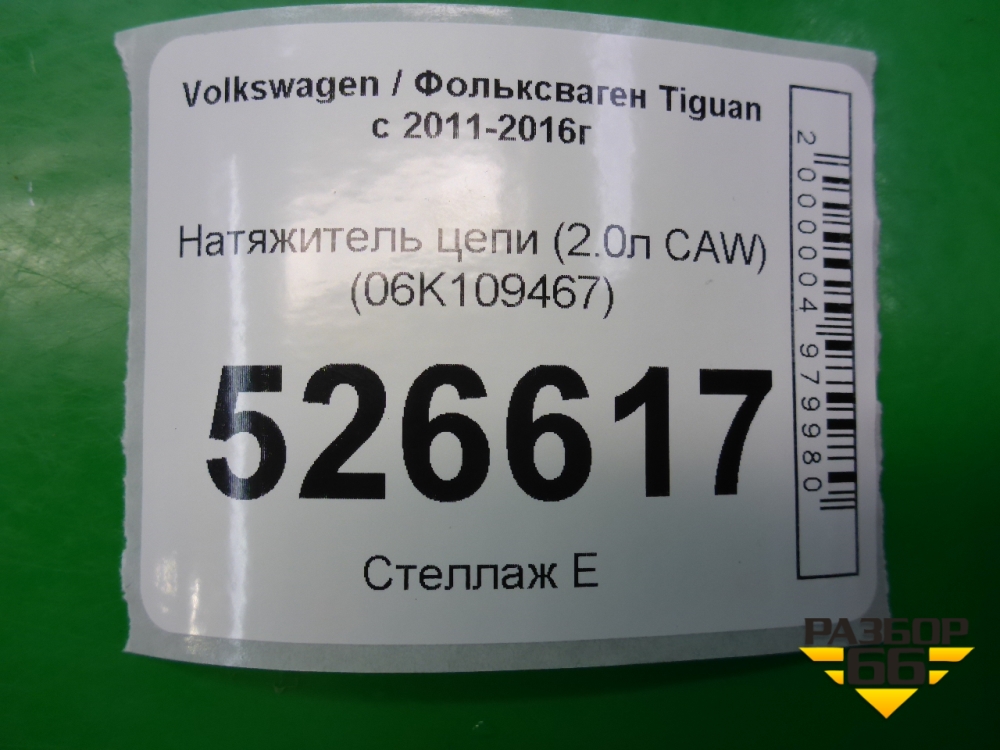 Volkswagen / Фольксваген Tiguan
с 2011-2016г
Натяжитель цепи (2.0л CAW)
(06K109467)
526617
Стеллаж Е
2000004979980
РАЗБОР
66